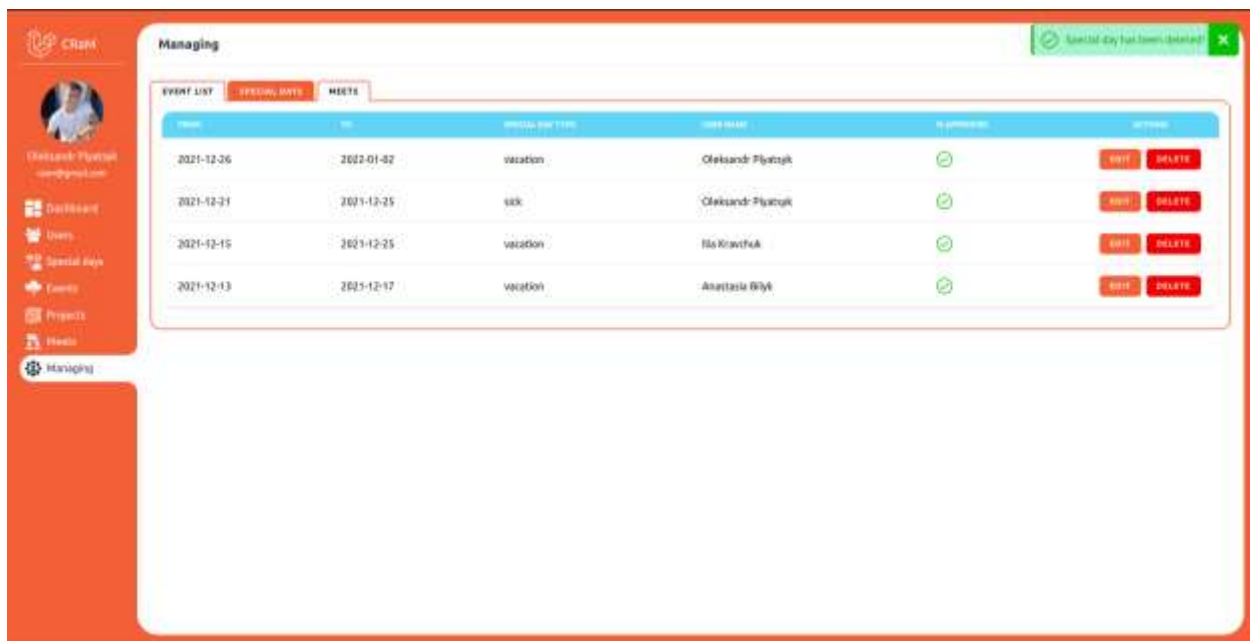 CRaM
Managing
Special day has been deleted!
EVENT LIST SPECIAL DAYS MEETS
FROM TO SPECIAL DAY TYPE USER NAME IS APPROVED ACTIONS
2021-12-26 2022-01-02 vacation Oleksandr Plyatsyk EDIT DELETE
2021-12-21 2021-12-25 sick Oleksandr Plyatsyk EDIT DELETE
2021-12-15 2021-12-25 vacation Illa Kravchuk EDIT DELETE
2021-12-13 2021-12-17 vacation Anastasia Bilyk EDIT DELETE
Oleksandr Plyatsyk
Dashboard
Users
Special days
Events
Projects
Meets
Managing